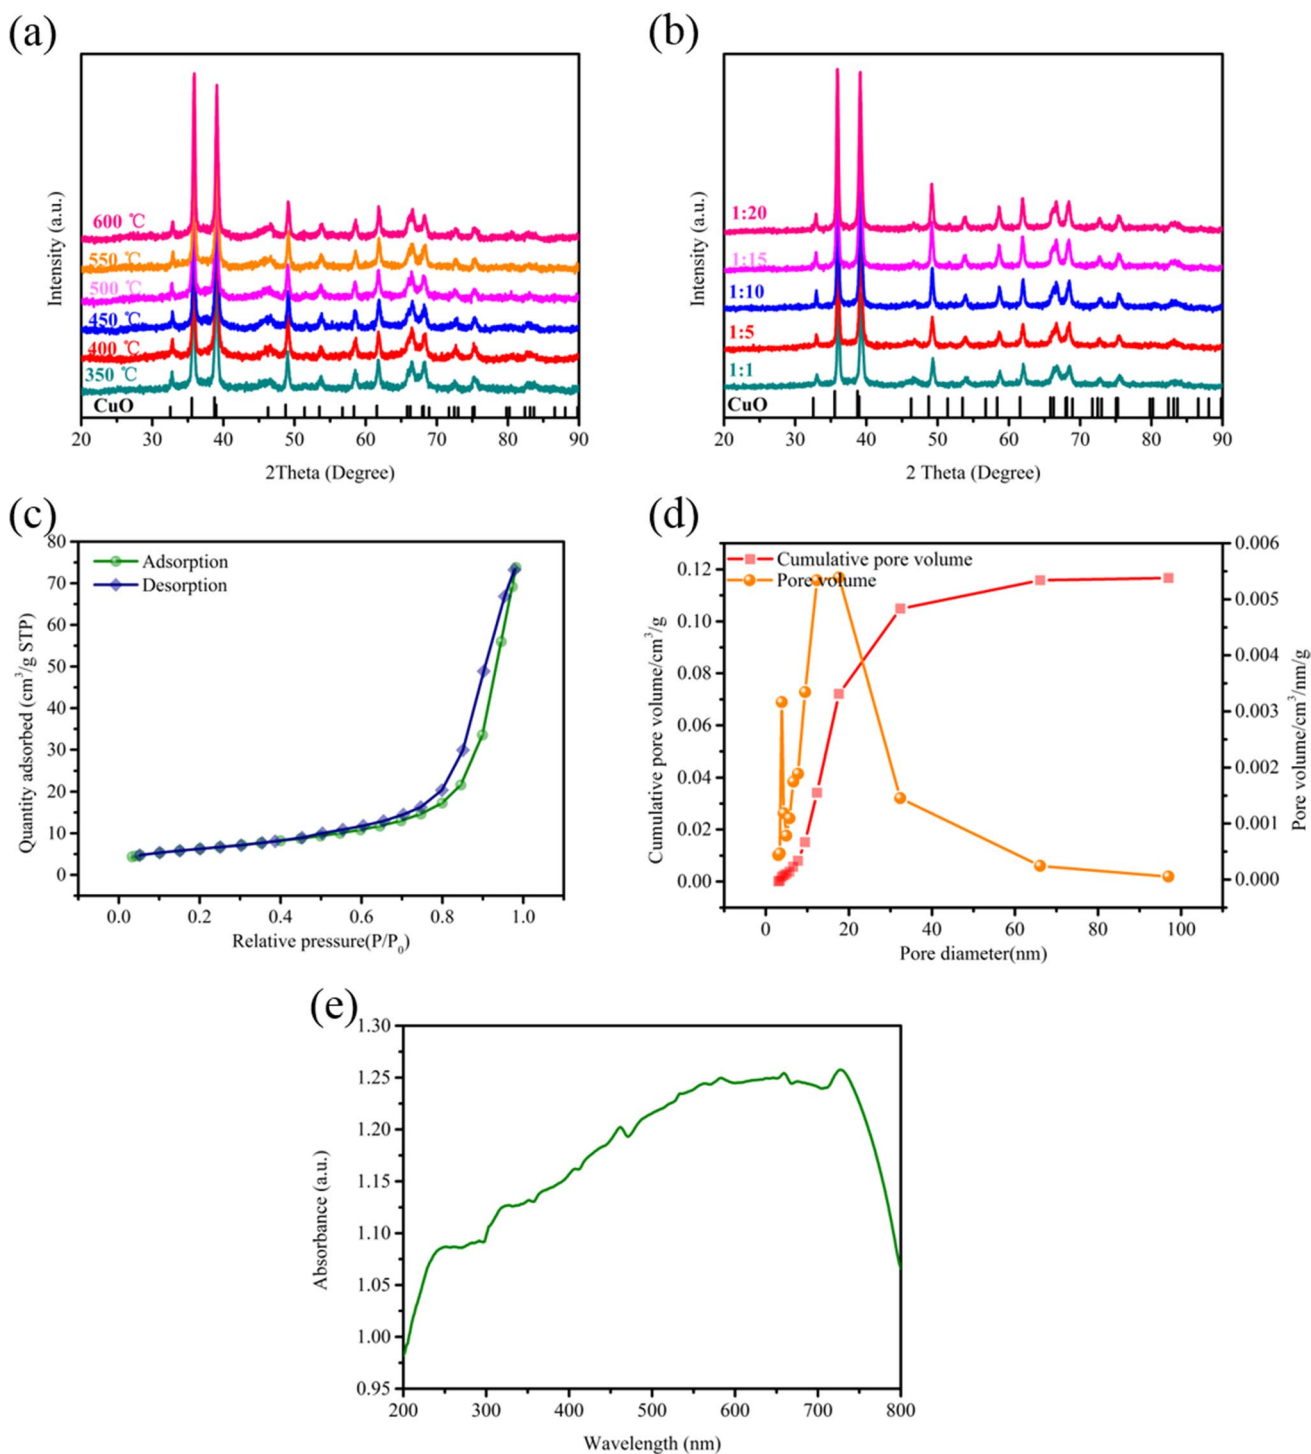 (a)
Intensity (a.u.)
600 ℃
550 ℃
500 ℃
450 ℃
400 ℃
350 ℃
CuO
20 30 40 50 60 70 80 90
2Theta (Degree)
(b)
Intensity (a.u.)
1:20
1:15
1:10
1:5
1:1
CuO
20 30 40 50 60 70 80 90
2 Theta (Degree)
(c)
Quantity adsorbed (cm³/g STP)
80
70
60
50
40
30
20
10
0
Adsorption
Desorption
0.0 0.2 0.4 0.6 0.8 1.0
Relative pressure(P/P₀)
(d)
Cumulative pore volume/cm³/g
0.12
0.10
0.08
0.06
0.04
0.02
0.00
Cumulative pore volume
Pore volume
0.006
0.005
0.004
0.003
0.002
0.001
0.000
Pore volume/cm³/nm/g
0 20 40 60 80 100
Pore diameter(nm)
(e)
Absorbance (a.u.)
1.30
1.25
1.20
1.15
1.10
1.05
1.00
0.95
200 300 400 500 600 700 800
Wavelength (nm)